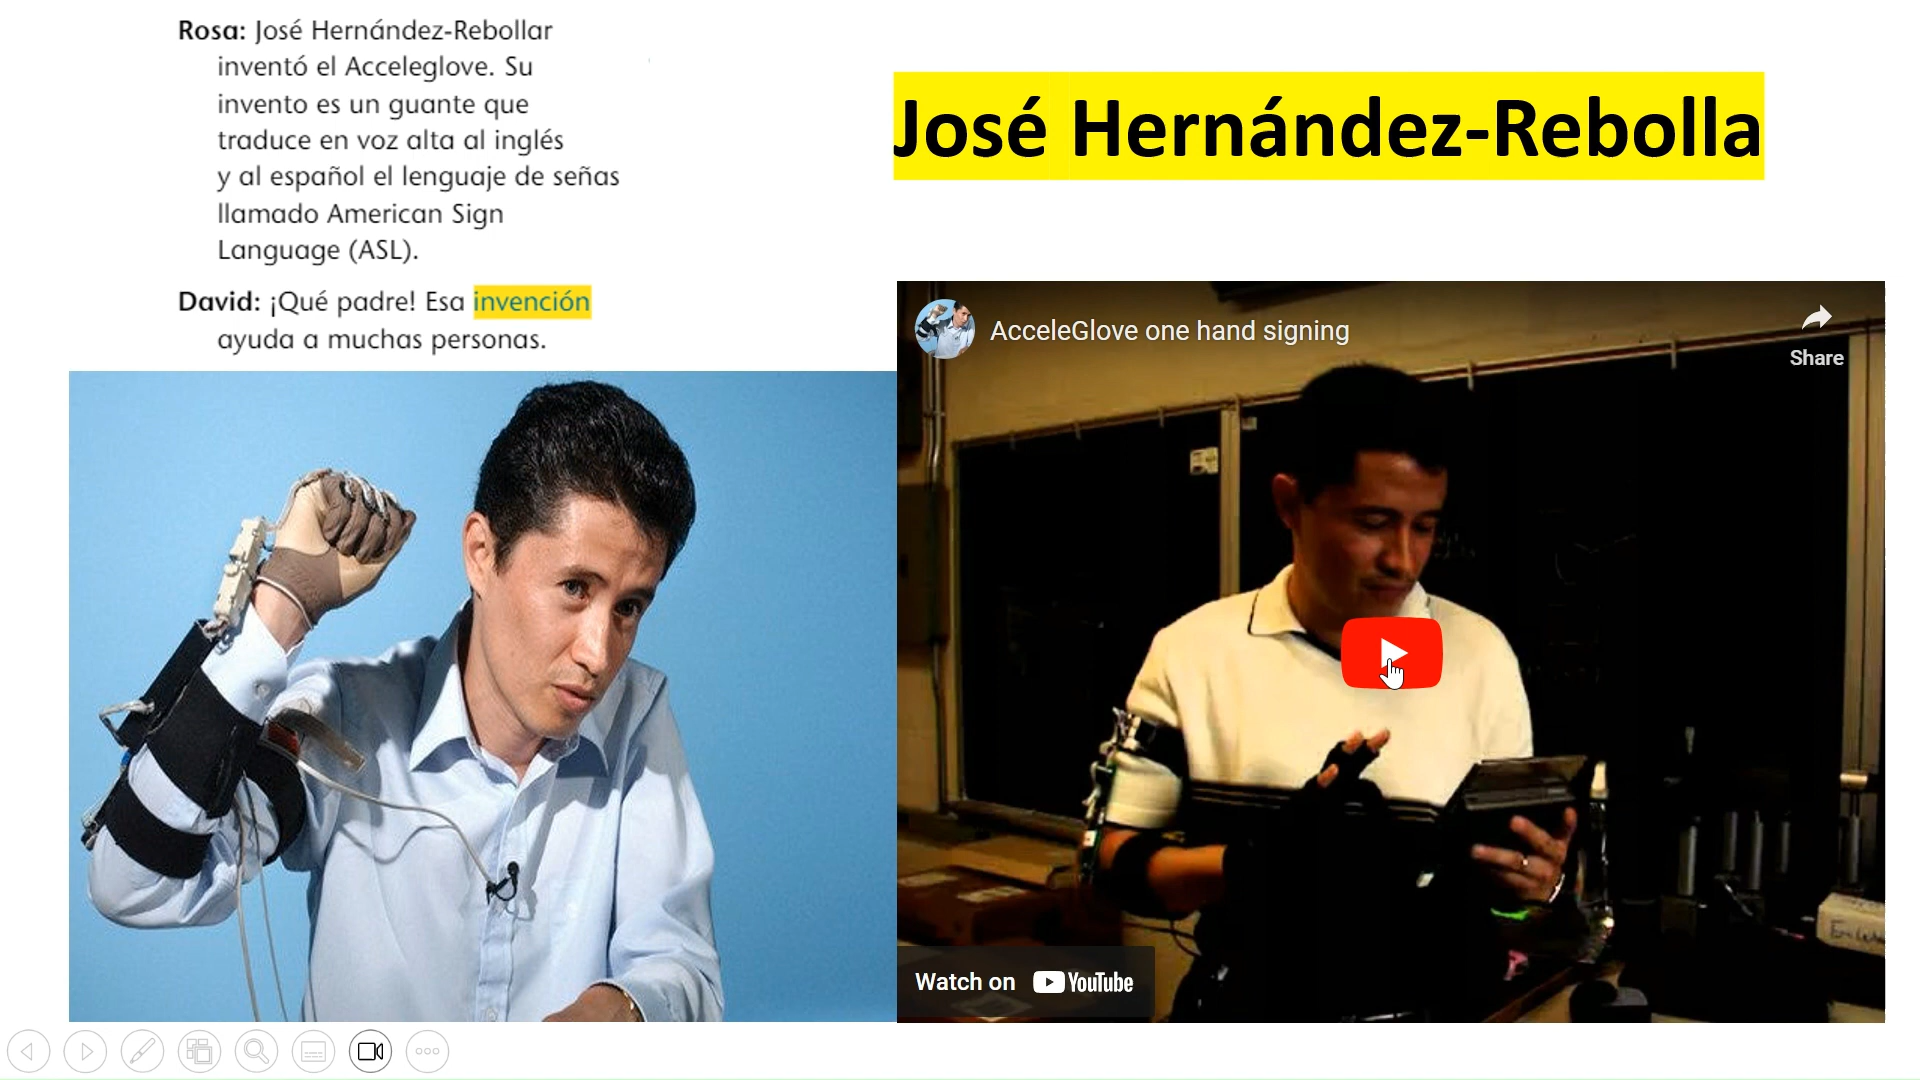 Rosa: José Hernández-Rebollar
inventó el Acceleglove. Su
invento es un guante que
traduce en voz alta al inglés
y al español el lenguaje de señas
llamado American Sign
Language (ASL).
David: ¡Qué padre! Esa invención
ayuda a muchas personas.
José Hernández-Rebolla
AcceleGlove one hand signing
Share
Watch on YouTube